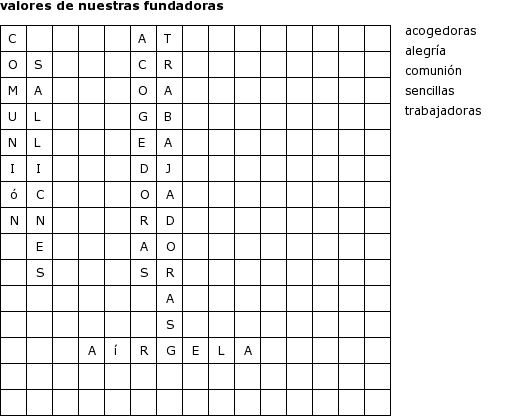 valores de nuestras fundadoras
C A T
O S C R
M A O A
U L G B
N L E A
I I D J
ó C O A
N N R D
E A O
S S R
A
S
A í R G E L A
acogedoras
alegría
comunión
sencillas
trabajadoras